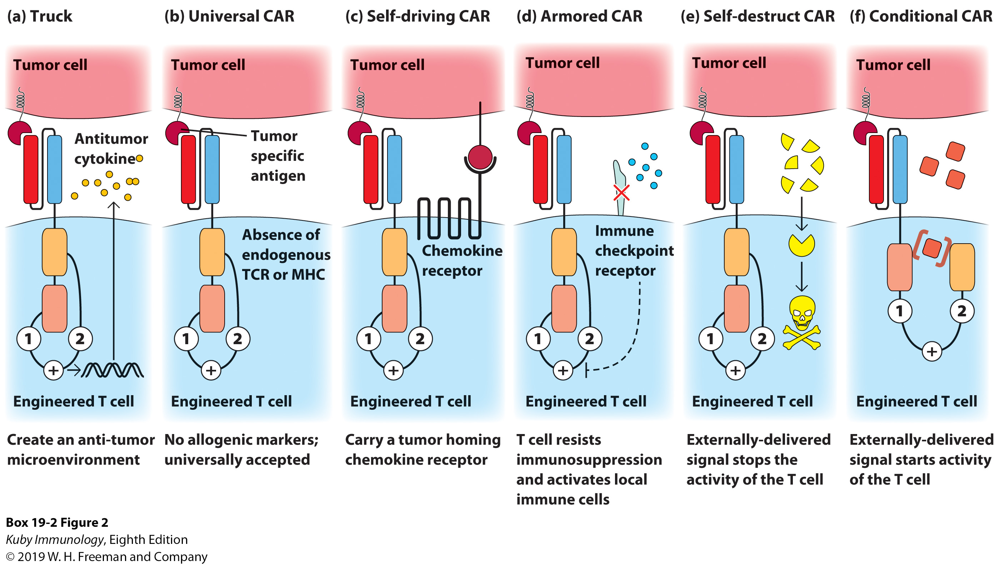 (a) Truck
Tumor cell
Antitumor
cytokine
1
2
+
Engineered T cell
Create an anti-tumor
microenvironment
(b) Universal CAR
Tumor cell
Tumor
specific
antigen
Absence of
endogenous
TCR or MHC
1
2
+
Engineered T cell
No allogenic markers;
universally accepted
(c) Self-driving CAR
Tumor cell
Chemokine
receptor
1
2
+
Engineered T cell
Carry a tumor homing
chemokine receptor
(d) Armored CAR
Tumor cell
Immune
checkpoint
receptor
1
2
+
Engineered T cell
T cell resists
immunosuppression
and activates local
immune cells
(e) Self-destruct CAR
Tumor cell
1
2
+
Engineered T cell
Externally-delivered
signal stops the
activity of the T cell
(f) Conditional CAR
Tumor cell
1
2
+
Engineered T cell
Externally-delivered
signal starts activity
of the T cell
Box 19-2 Figure 2
Kuby Immunology, Eighth Edition
© 2019 W. H. Freeman and Company